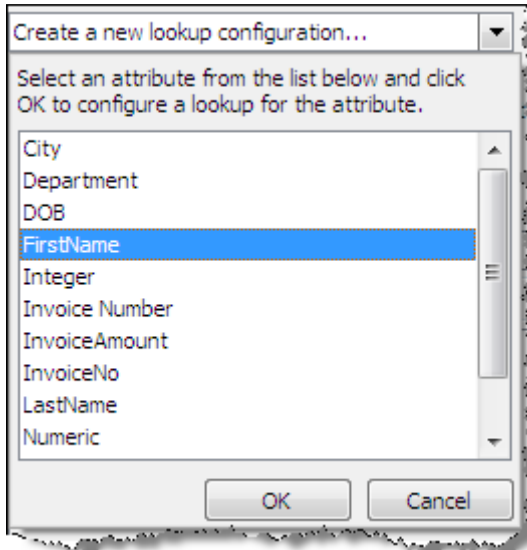 Create a new lookup configuration...
Select an attribute from the list below and click
OK to configure a lookup for the attribute.
City
Department
DOB
FirstName
Integer
Invoice Number
InvoiceAmount
InvoiceNo
LastName
Numeric
OK
Cancel